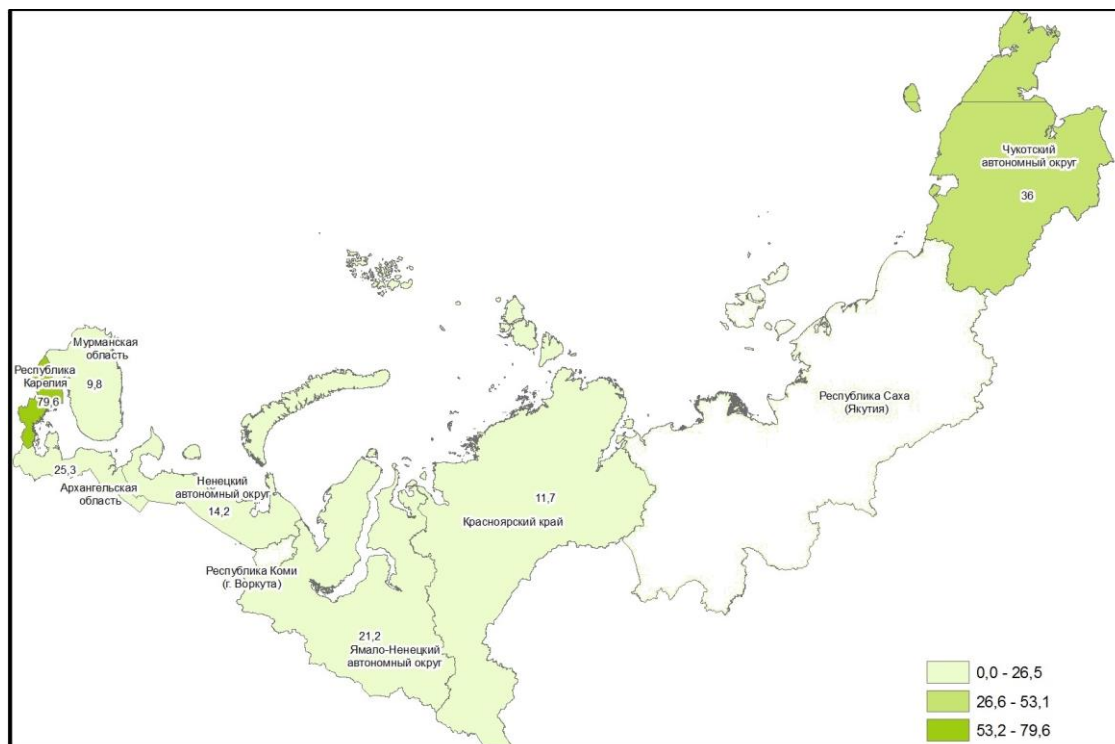 Чукотский
автономный округ
36
Мурманская
область
9,8
Республика
Карелия
79,6
25,3
Архангельская
область
Ненецкий
автономный округ
14,2
Республика Коми
(г. Воркута)
21,2
Ямало-Ненецкий
автономный округ
11,7
Красноярский край
Республика Саха
(Якутия)
0,0 - 26,5
26,6 - 53,1
53,2 - 79,6